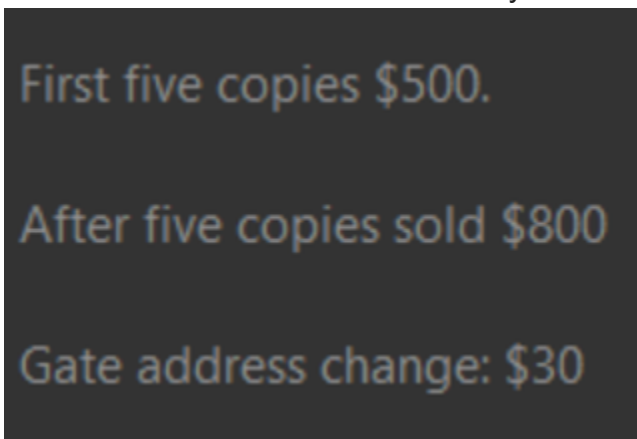 First five copies $500.
After five copies sold $800
Gate address change: $30